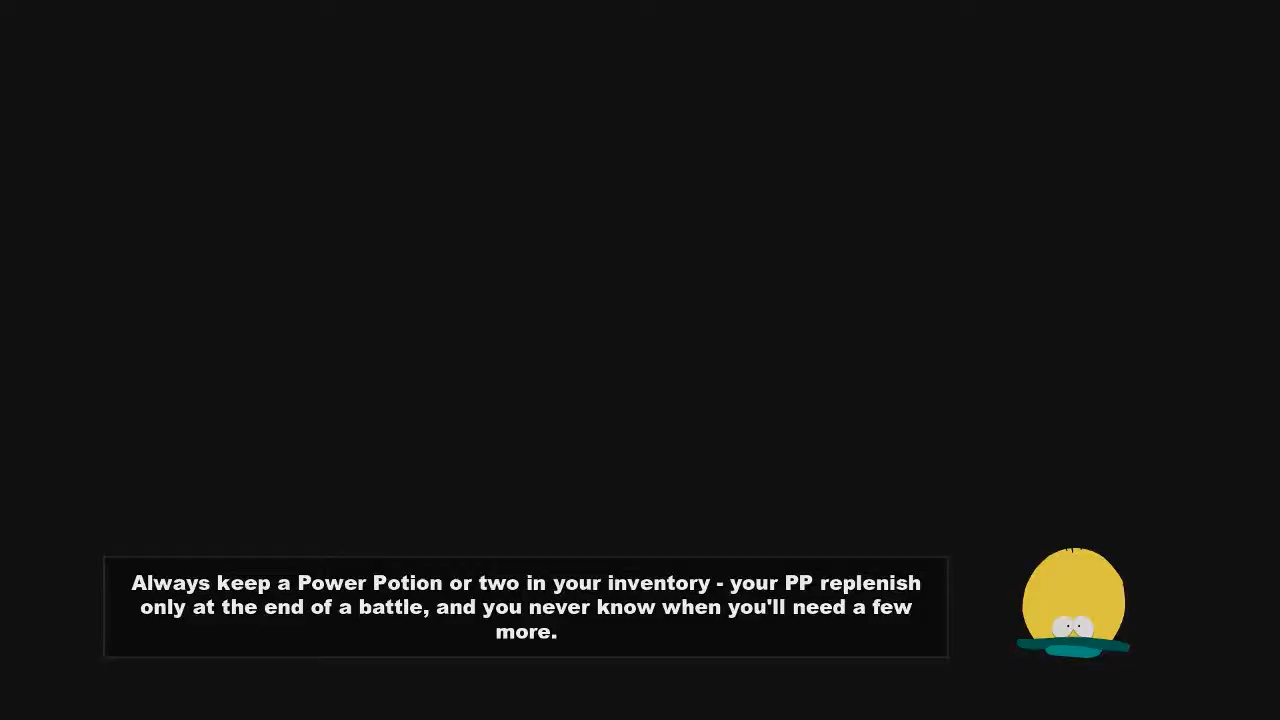 Always keep a Power Potion or two in your inventory - your PP replenish
only at the end of a battle, and you never know when you'll need a few
more.